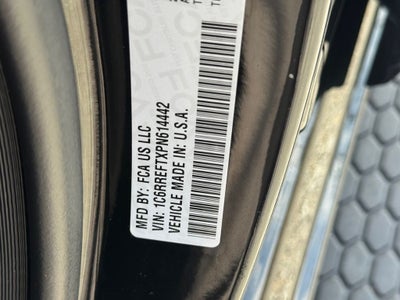 MFD BY: FCA US LLC
VIN: 1C6RREFTXPN614442
VEHICLE MADE IN: U.S.A.